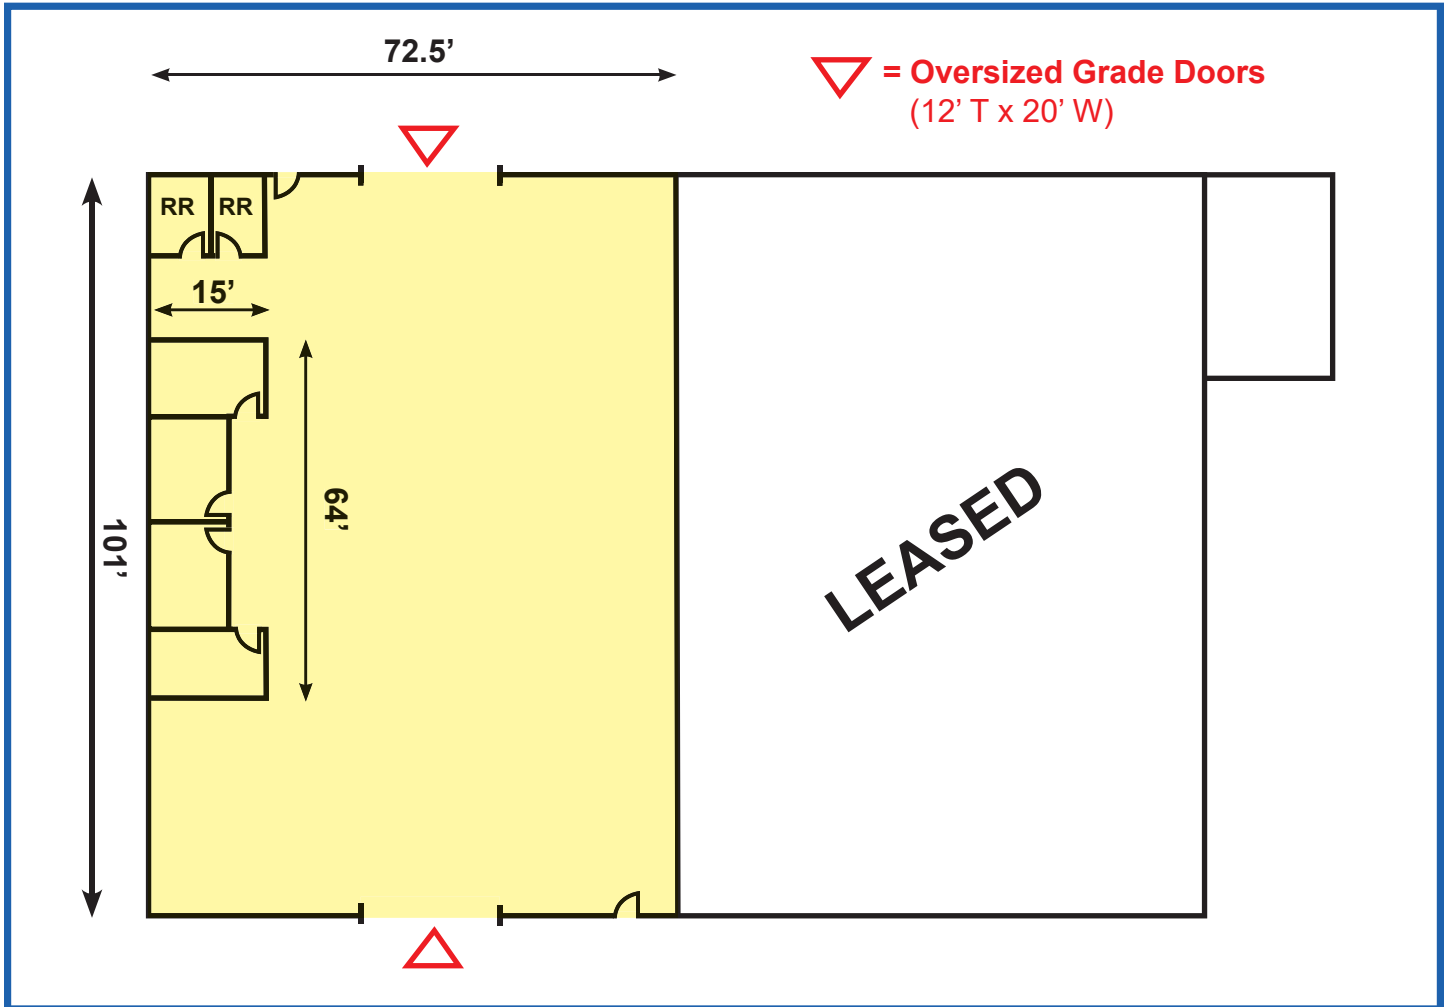 72.5’
= Oversized Grade Doors
(12’ T x 20’ W)
RR
RR
15’
64’
101’
LEASED